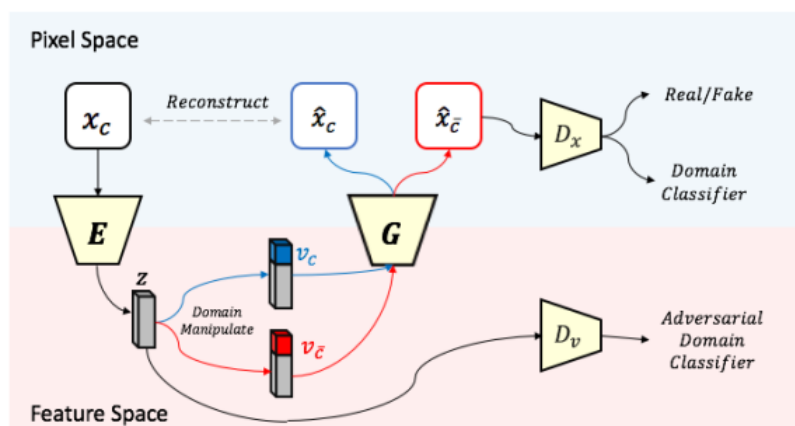 Pixel Space
x_C
Reconstruct
x̂_C
x̂_C̄
D_x
Real/Fake
Domain
Classifier
E
G
z
v_C
Domain
Manipulate
v_C̄
D_v
Adversarial
Domain
Classifier
Feature Space